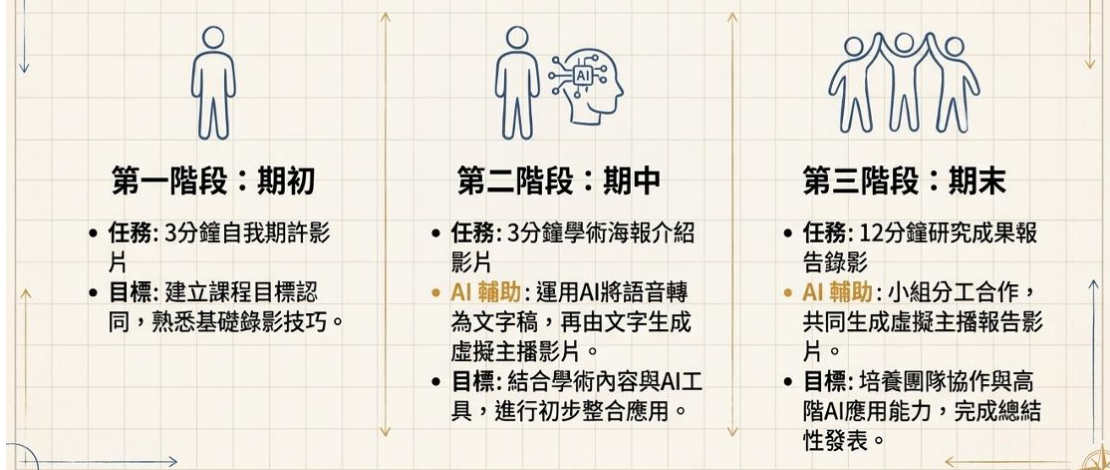 AI
第一階段：期初
• 任務: 3分鐘自我期許影
片
• 目標: 建立課程目標認
同，熟悉基礎錄影技巧。
第二階段：期中
• 任務: 3分鐘學術海報介紹
影片
• AI 輔助: 運用AI將語音轉
為文字稿，再由文字生成
虛擬主播影片。
• 目標: 結合學術內容與AI工
具，進行初步整合應用。
第三階段：期末
• 任務: 12分鐘研究成果報
告錄影
• AI 輔助: 小組分工合作，
共同生成虛擬主播報告影
片。
• 目標: 培養團隊協作與高
階AI應用能力，完成總結
性發表。